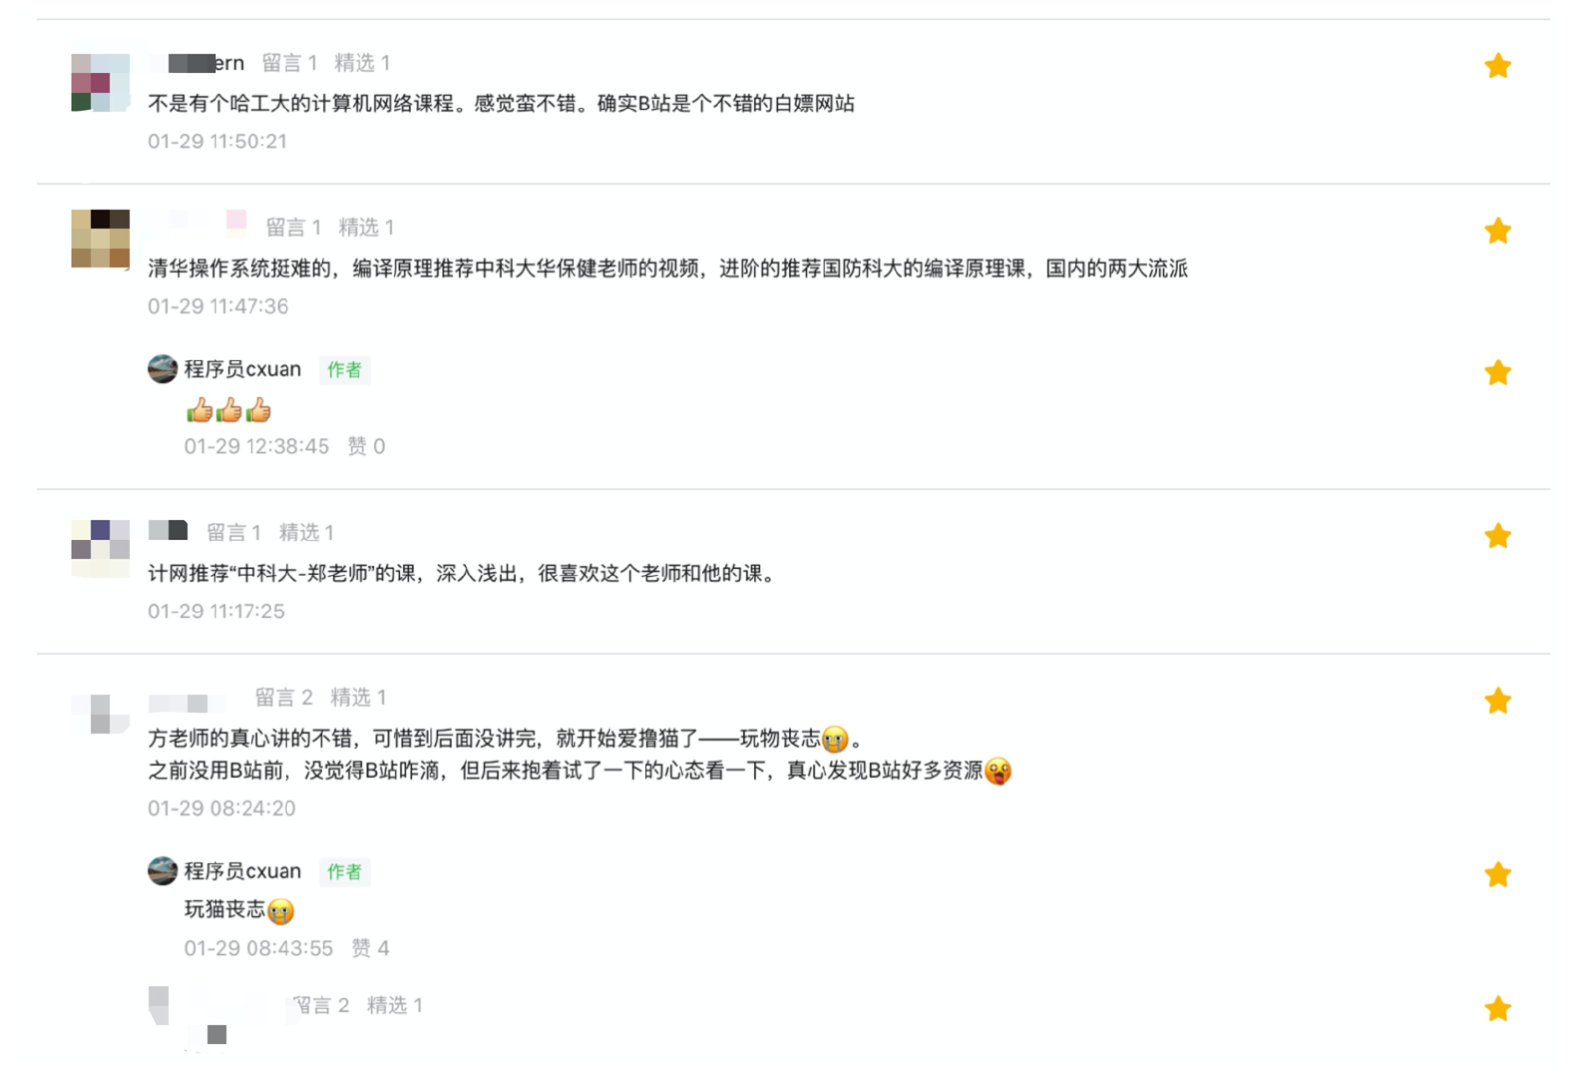 ern 留言 1 精选 1
不是有个哈工大的计算机网络课程。感觉蛮不错。确实B站是个不错的白嫖网站
01-29 11:50:21
留言 1 精选 1
清华操作系统挺难的，编译原理推荐中科大华保健老师的视频，进阶的推荐国防科大的编译原理课，国内的两大流派
01-29 11:47:36
程序员cxuan 作者
👍👍👍
01-29 12:38:45 赞 0
留言 1 精选 1
计网推荐“中科大-郑老师”的课，深入浅出，很喜欢这个老师和他的课。
01-29 11:17:25
留言 2 精选 1
方老师的真心讲的不错，可惜到后面没讲完，就开始爱撸猫了——玩物丧志😭。
之前没用B站前，没觉得B站咋滴，但后来抱着试了一下的心态看一下，真心发现B站好多资源😲
01-29 08:24:20
程序员cxuan 作者
玩猫丧志😭
01-29 08:43:55 赞 4
留言 2 精选 1